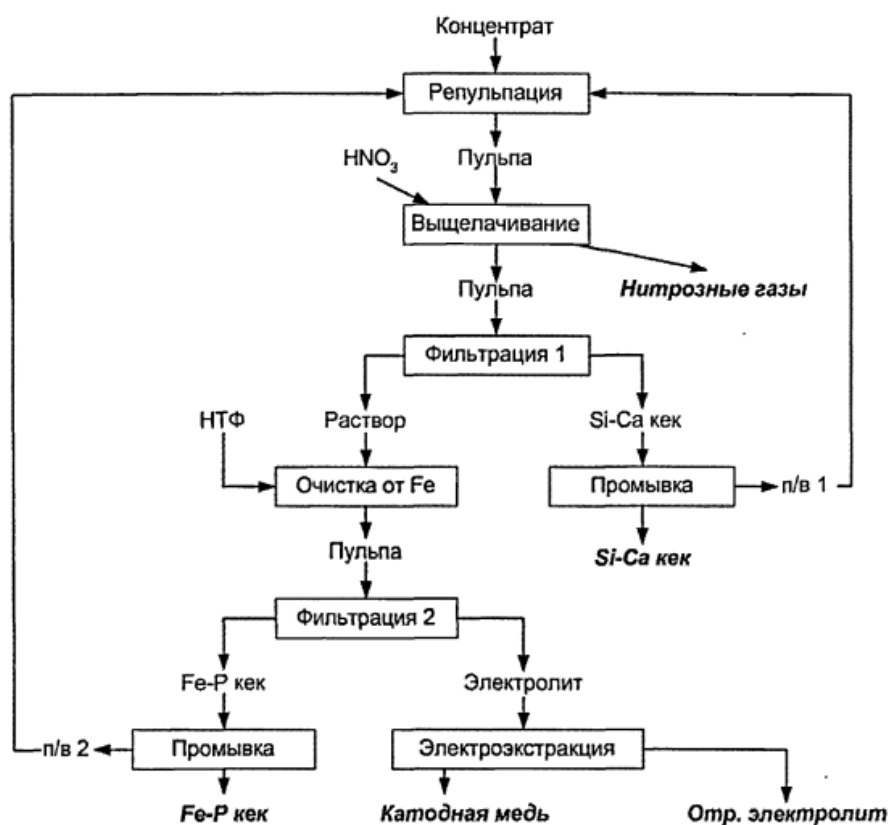 Концентрат
Репульпация
Пульпа
HNO3
Выщелачивание
Пульпа
Нитрозные газы
Фильтрация 1
НТФ
Раствор
Si-Ca кек
Очистка от Fe
Промывка
п/в 1
Пульпа
Si-Ca кек
Фильтрация 2
Fe-P кек
Электролит
п/в 2
Промывка
Электроэкстракция
Fe-P кек
Катодная медь
Отр. электролит